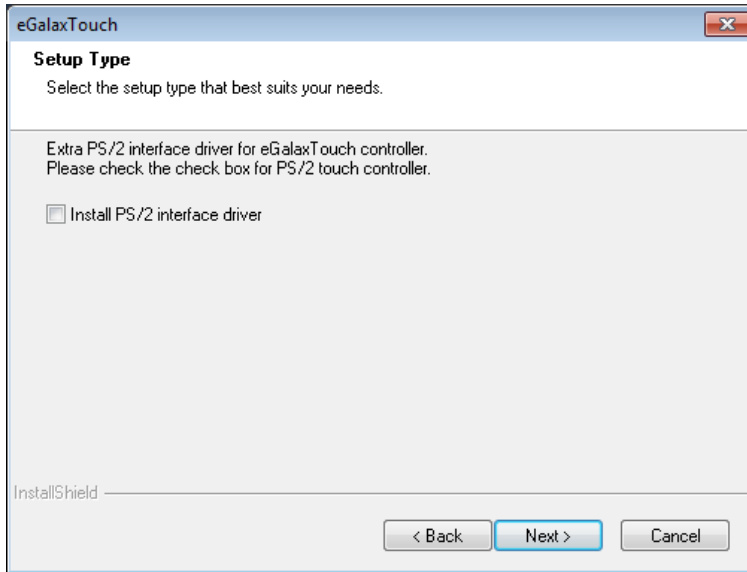 eGalaxTouch
Setup Type
Select the setup type that best suits your needs.
Extra PS/2 interface driver for eGalaxTouch controller.
Please check the check box for PS/2 touch controller.
Install PS/2 interface driver
InstallShield
< Back
Next >
Cancel